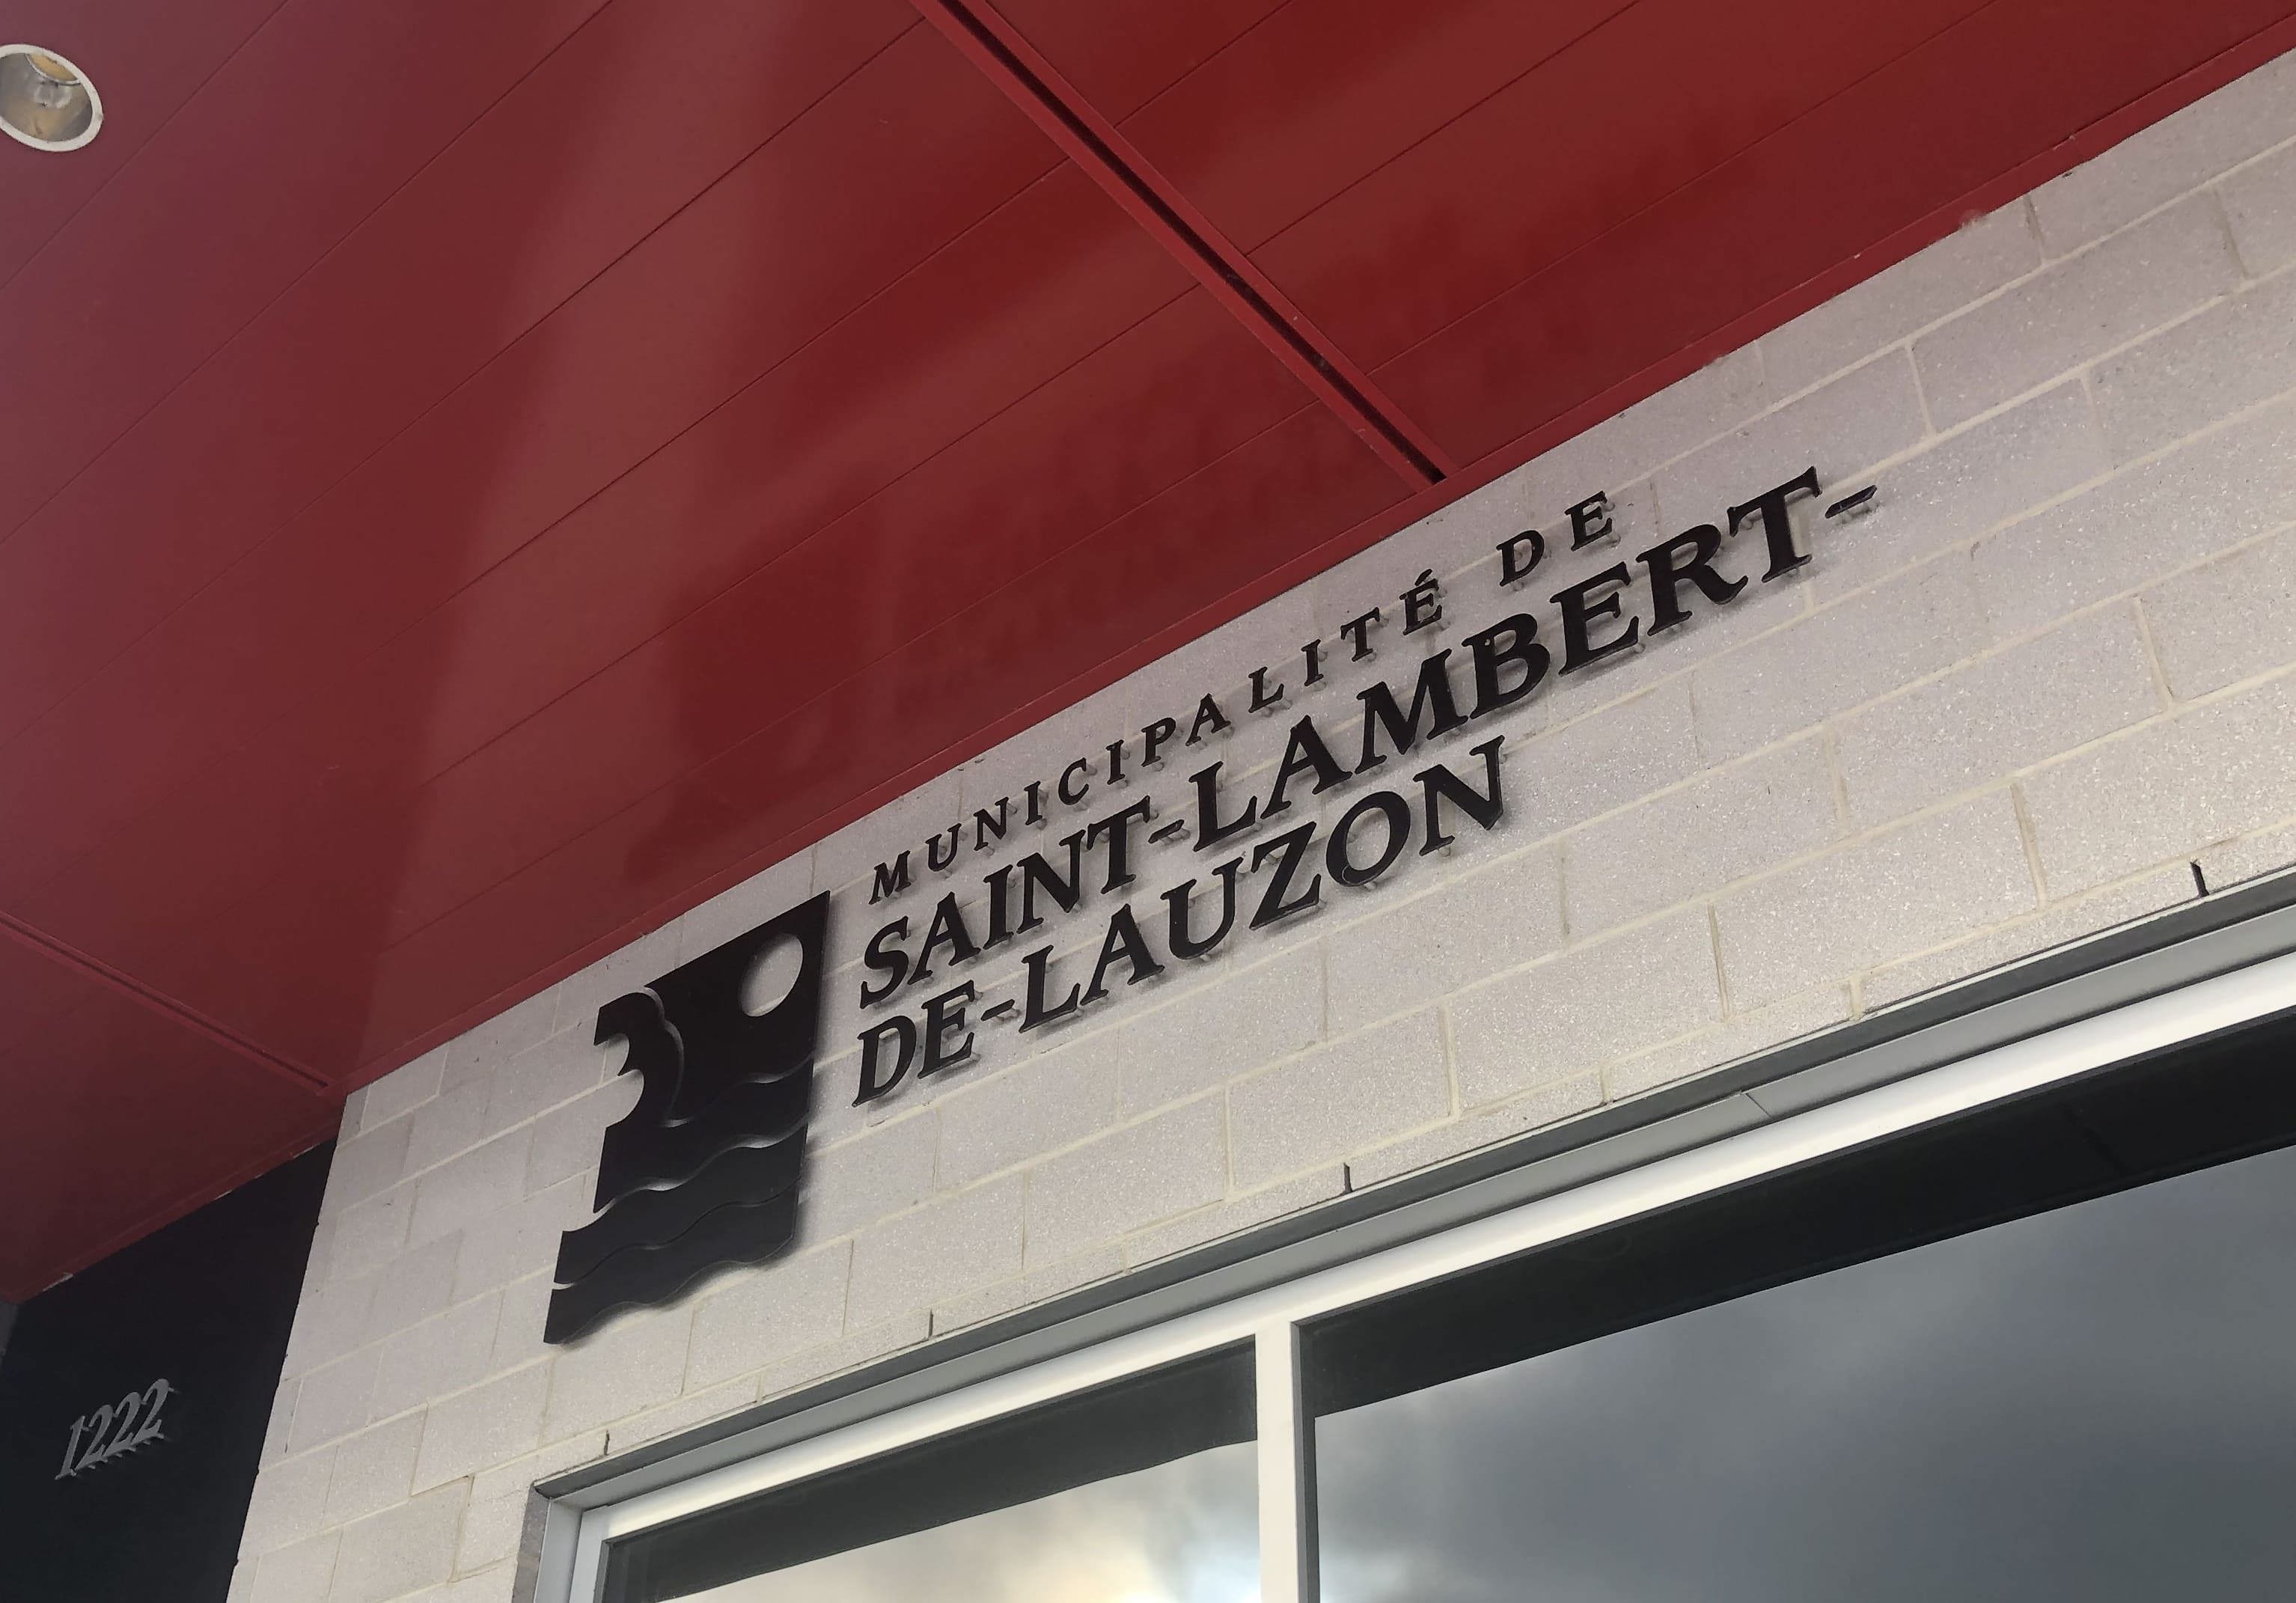 MUNICIPALITÉ DE
SAINT-LAMBERT-
DE-LAUZON
1222